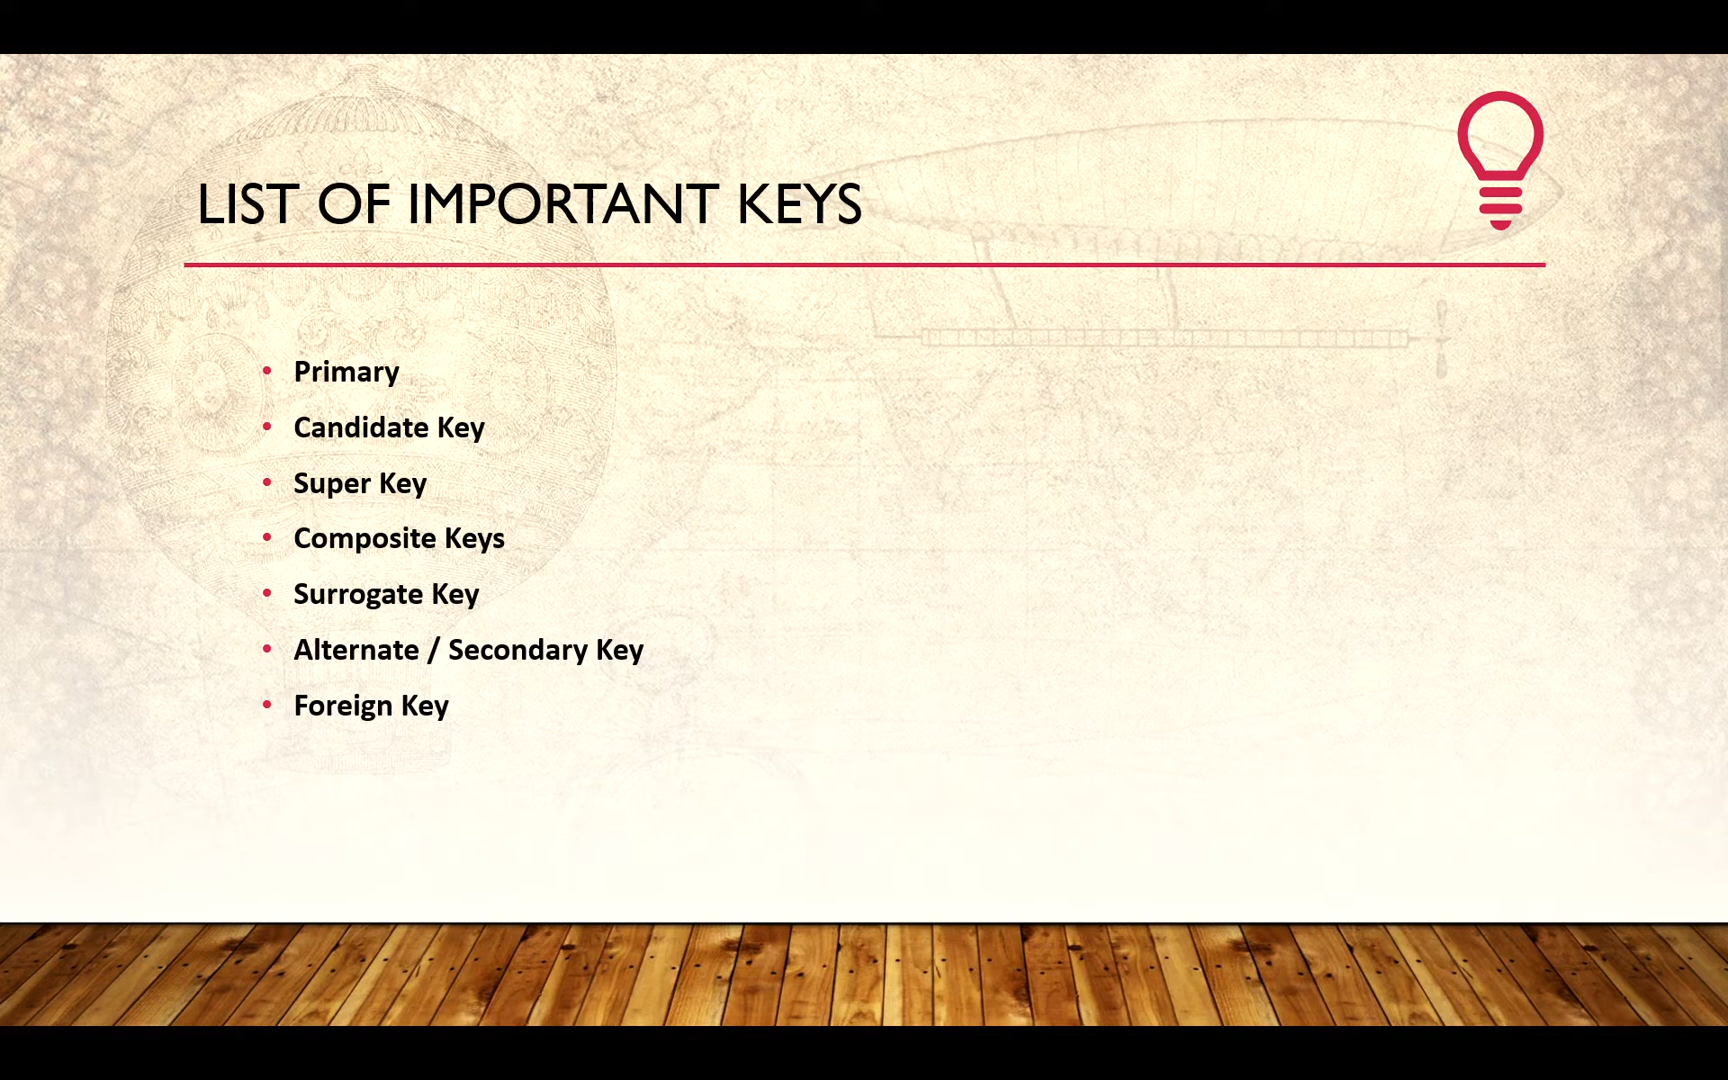 LIST OF IMPORTANT KEYS
• Primary
• Candidate Key
• Super Key
• Composite Keys
• Surrogate Key
• Alternate / Secondary Key
• Foreign Key